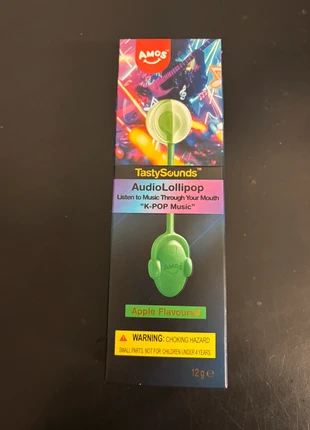 AMOS
TastySounds™
AudioLollipop
Listen to Music Through Your Mouth
"K-POP Music"
AMOS
Apple Flavoured
WARNING: CHOKING HAZARD
SMALL PARTS. NOT FOR CHILDREN UNDER 4 YEARS.
12g e